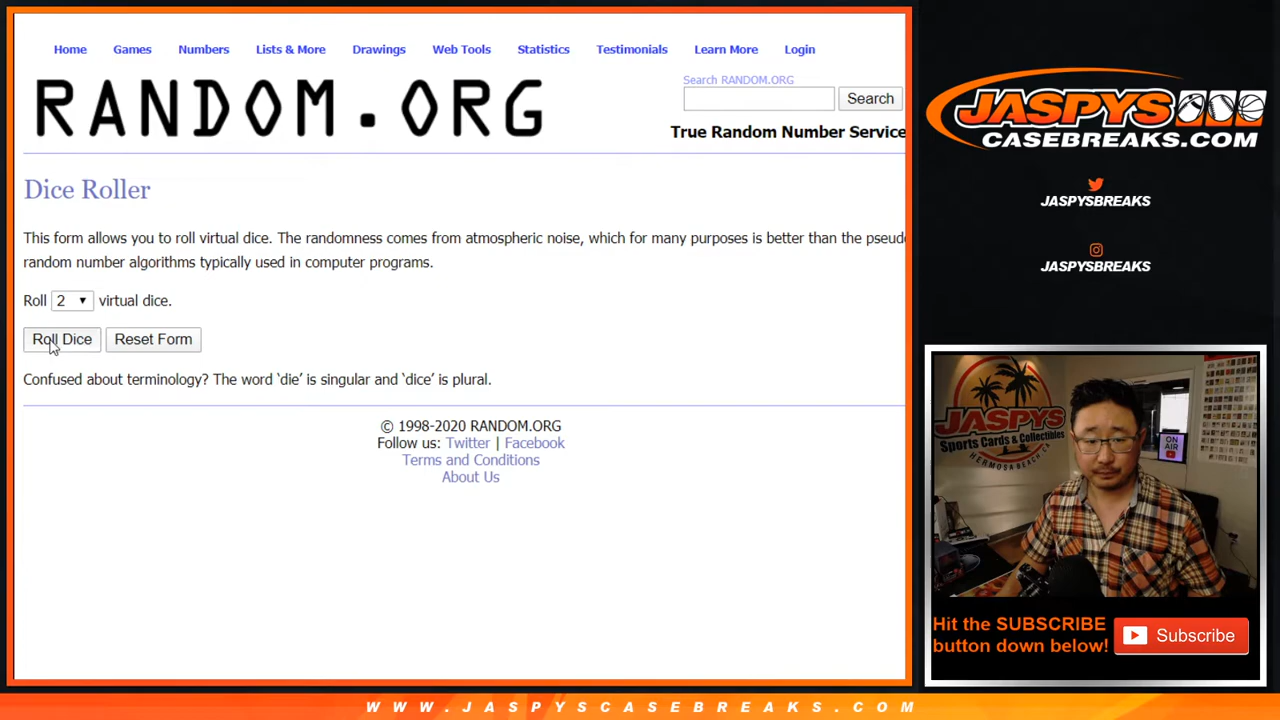 Home Games Numbers Lists & More Drawings Web Tools Statistics Testimonials Learn More Login
RANDOM.ORG
Search RANDOM.ORG
Search
True Random Number Service
Dice Roller
This form allows you to roll virtual dice. The randomness comes from atmospheric noise, which for many purposes is better than the pseudo
random number algorithms typically used in computer programs.
Roll 2 virtual dice.
Roll Dice Reset Form
Confused about terminology? The word ‘die’ is singular and ‘dice’ is plural.
© 1998-2020 RANDOM.ORG
Follow us: Twitter | Facebook
Terms and Conditions
About Us
JASPYS
CASEBREAKS.COM
JASPYSBREAKS
JASPYSBREAKS
JASPYS
Sports Cards & Collectibles
HERMOSA BEACH CA
ON AIR
Hit the SUBSCRIBE
button down below!
Subscribe
WWW.JASPYSCASEBREAKS.COM